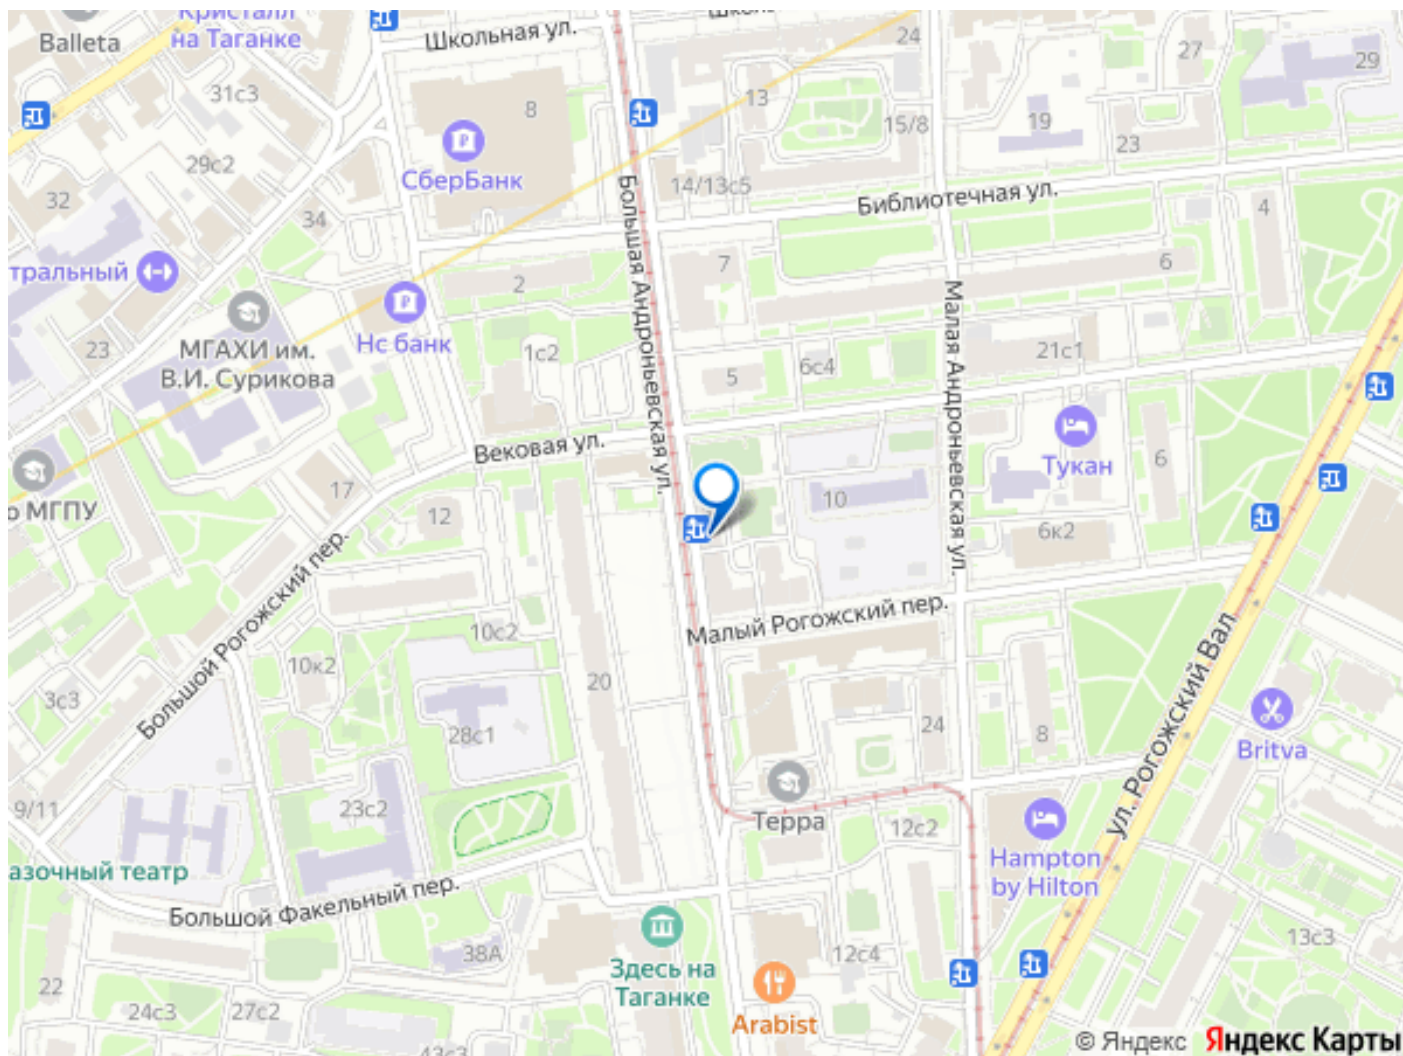 Кристалл
на Таганке
Balleta
Школьная ул.
24
27
29
31с3
8
13
15/8
19
23
СберБанк
29с2
14/13с5
Библиотечная ул.
32
34
4
Большая Андроньевская ул.
7
6
тральный
2
Малая Андроньевская ул.
Нс банк
МГАХИ им.
В.И. Сурикова
23
1с2
5
6с4
21с1
Вековая ул.
Тукан
6
МГПУ
17
12
10
6к2
Большой Рогожский пер.
Малый Рогожский пер.
10с2
10к2
3с3
20
28с1
24
8
ул. Рогожский Вал
Britva
9/11
23с2
Терра
12с2
Hampton
by Hilton
азочный театр
Большой Факельный пер.
38А
12с4
13с3
Здесь на
Таганке
22
24с3
27с2
Arabist
43с3
© Яндекс Яндекс Карты